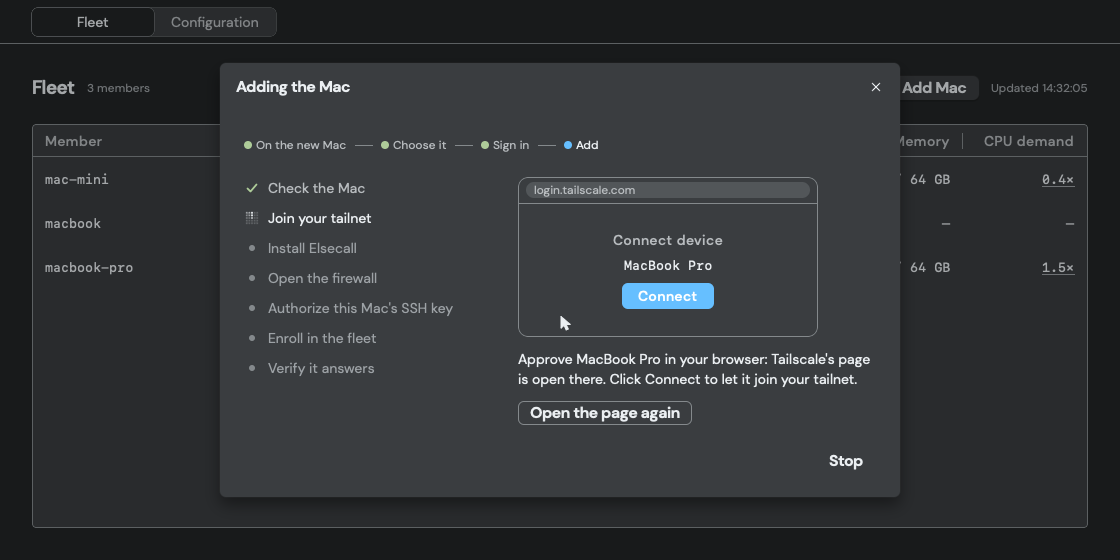 Fleet Configuration
Fleet 3 members
Add Mac Updated 14:32:05
Member
Memory CPU demand
mac-mini
64 GB 0.4×
macbook
— —
macbook-pro
64 GB 1.5×
Adding the Mac ×
On the new Mac — Choose it — Sign in — Add
Check the Mac
Join your tailnet
Install Elsecall
Open the firewall
Authorize this Mac's SSH key
Enroll in the fleet
Verify it answers
login.tailscale.com
Connect device
MacBook Pro
Connect
Approve MacBook Pro in your browser: Tailscale's page
is open there. Click Connect to let it join your tailnet.
Open the page again
Stop